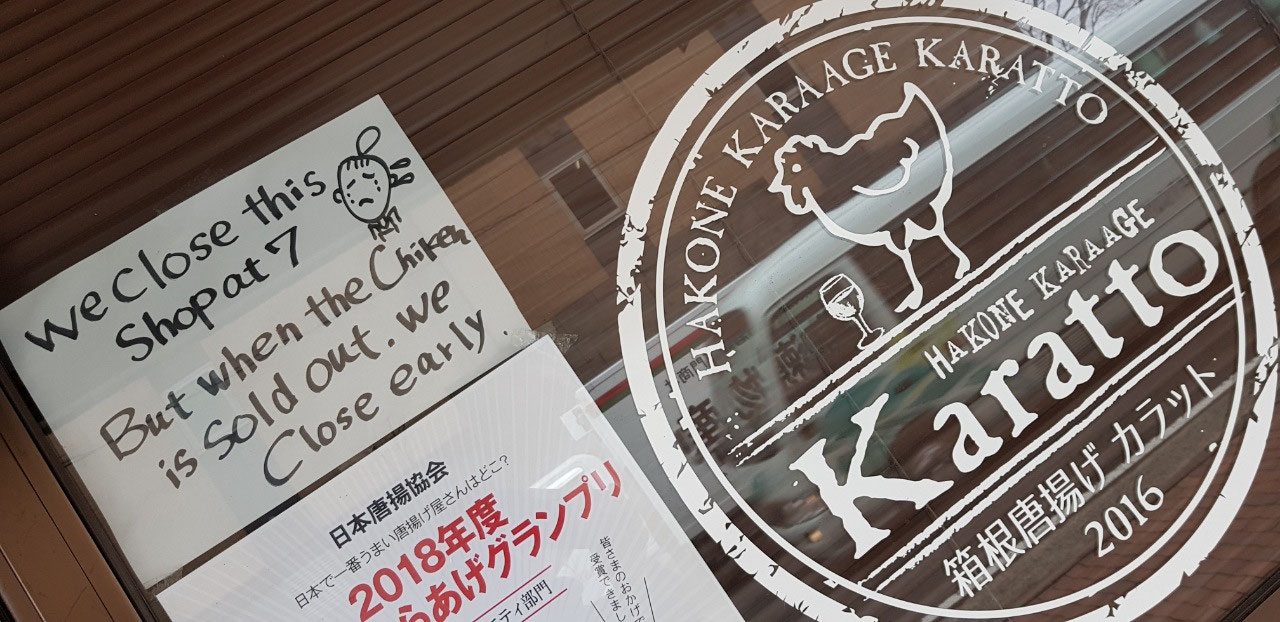 We Close this
Shop at 7
But when the Chiken
is sold out. we
Close early
日本唐揚協会
日本で一番うまい唐揚げ屋さんはどこ?
2018年度
らあげグランプリ
ティ部門
皆さまのおかげで
受賞できまし
HAKONE KARAAGE KARATTO
HAKONE KARAAGE
Karatto
箱根唐揚げ カラット
2016